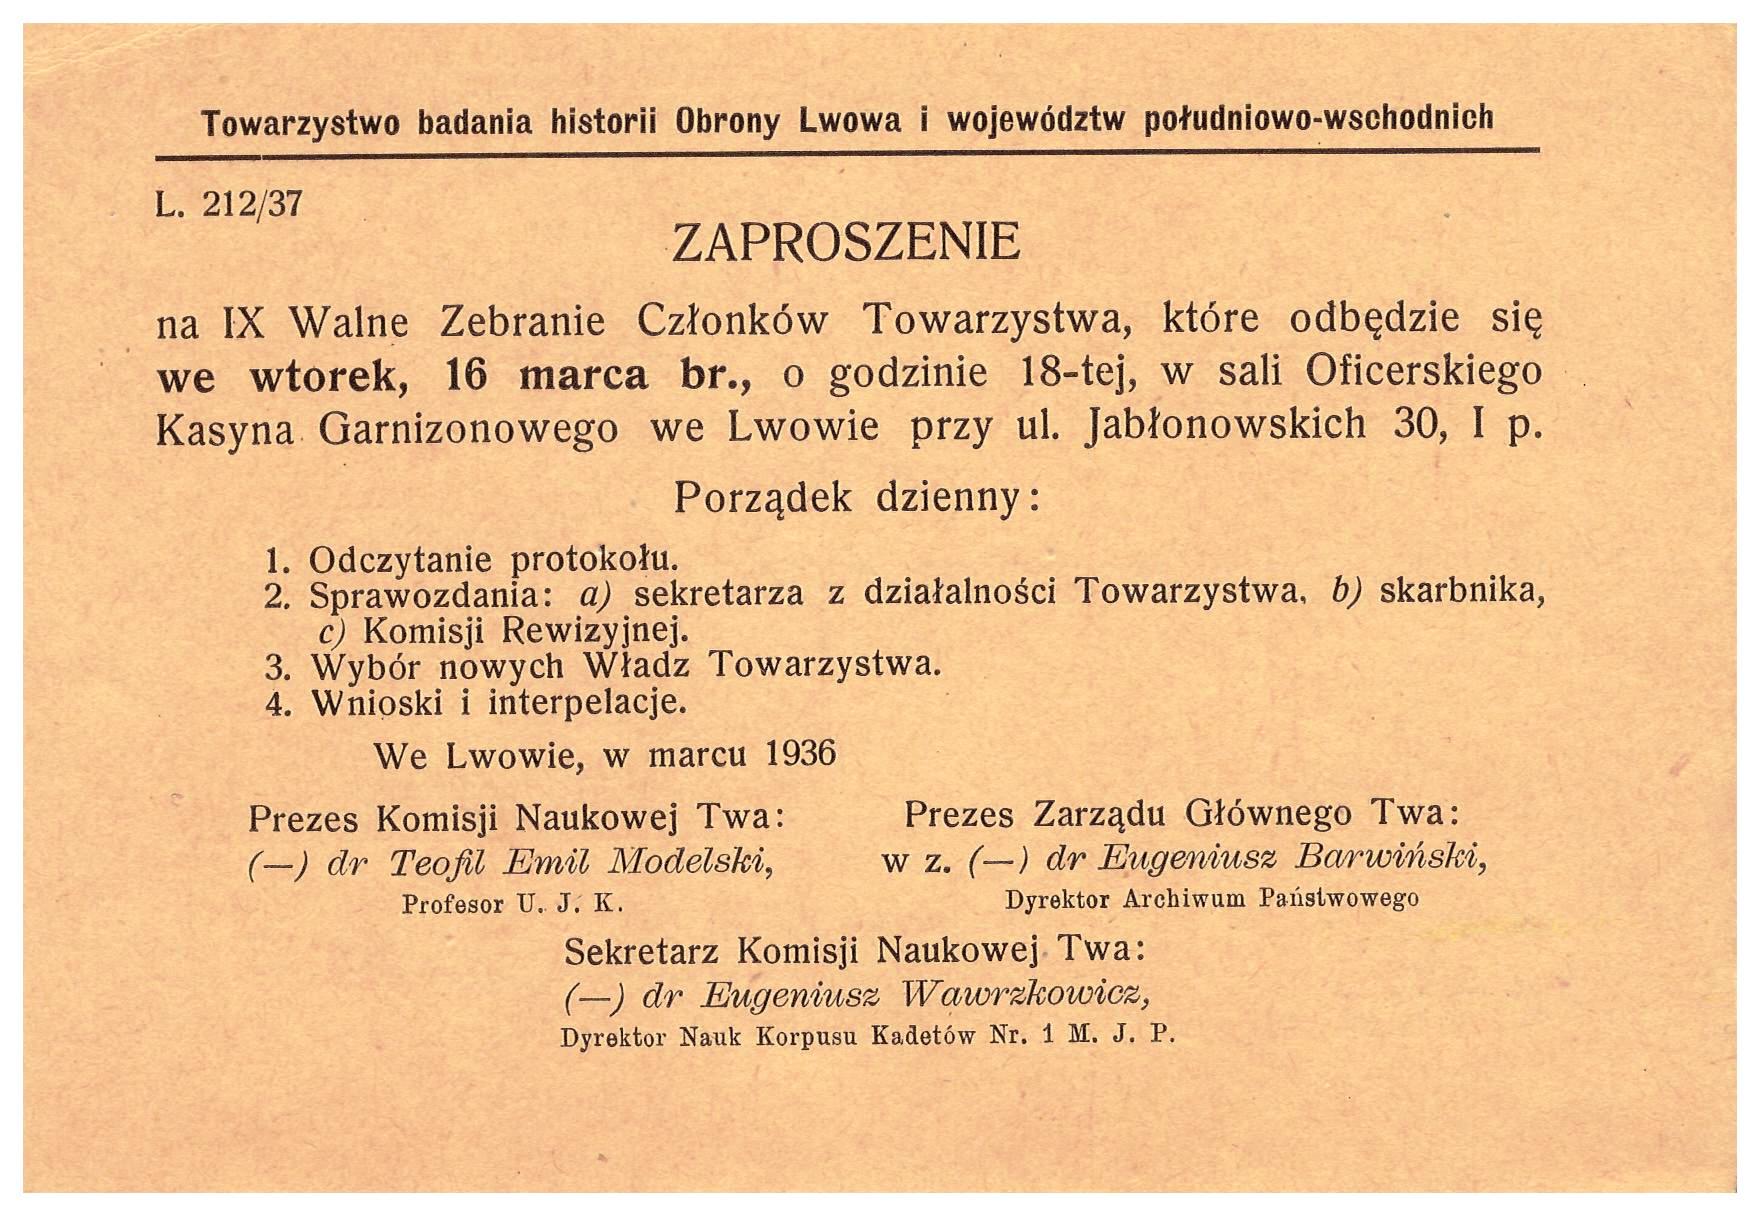 Towarzystwo badania historii Obrony Lwowa i województw południowo-wschodnich
L. 212/37
ZAPROSZENIE
na IX Walne Zebranie Członków Towarzystwa, które odbędzie się
we wtorek, 16 marca br., o godzinie 18-tej, w sali Oficerskiego
Kasyna Garnizonowego we Lwowie przy ul. Jabłonowskich 30, I p.
Porządek dzienny:
1. Odczytanie protokołu.
2. Sprawozdania: a) sekretarza z działalności Towarzystwa, b) skarbnika,
c) Komisji Rewizyjnej.
3. Wybór nowych Władz Towarzystwa.
4. Wnioski i interpelacje.
We Lwowie, w marcu 1936
Prezes Komisji Naukowej Twa: Prezes Zarządu Głównego Twa:
(—) dr Teofil Emil Modelski, w z. (—) dr Eugeniusz Barwiński,
Profesor U. J. K. Dyrektor Archiwum Państwowego
Sekretarz Komisji Naukowej Twa:
(—) dr Eugeniusz Wawrzkowicz,
Dyrektor Nauk Korpusu Kadetów Nr. 1 M. J. P.